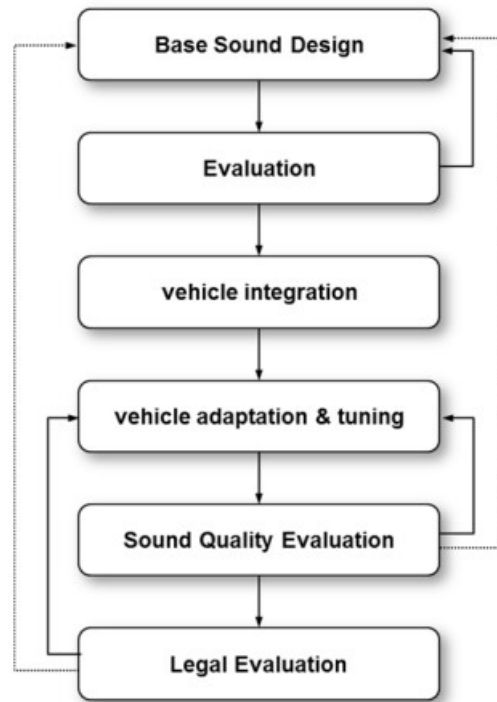 Base Sound Design
Evaluation
vehicle integration
vehicle adaptation & tuning
Sound Quality Evaluation
Legal Evaluation